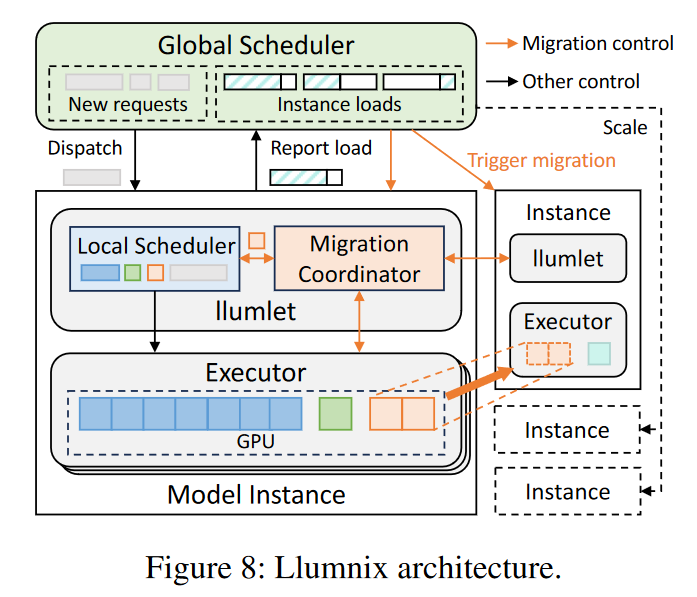 Global Scheduler
New requests
Instance loads
Migration control
Other control
Scale
Dispatch
Report load
Trigger migration
Local Scheduler
Migration
Coordinator
llumlet
Instance
llumlet
Executor
Executor
GPU
Model Instance
Instance
Instance
Figure 8: Llumnix architecture.